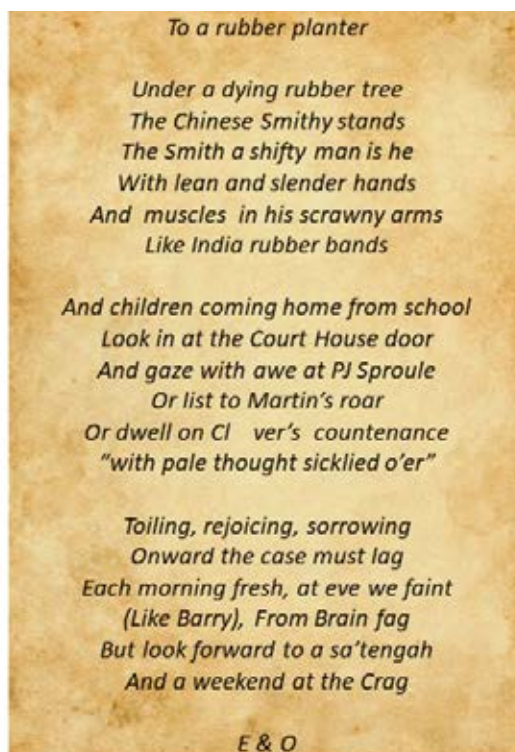 To a rubber planter
Under a dying rubber tree
The Chinese Smithy stands
The Smith a shifty man is he
With lean and slender hands
And muscles in his scrawny arms
Like India rubber bands
And children coming home from school
Look in at the Court House door
And gaze with awe at PJ Sproule
Or list to Martin's roar
Or dwell on Cl ver's countenance
"with pale thought sicklied o'er"
Toiling, rejoicing, sorrowing
Onward the case must lag
Each morning fresh, at eve we faint
(Like Barry), From Brain fag
But look forward to a sa'tengah
And a weekend at the Crag
E & O